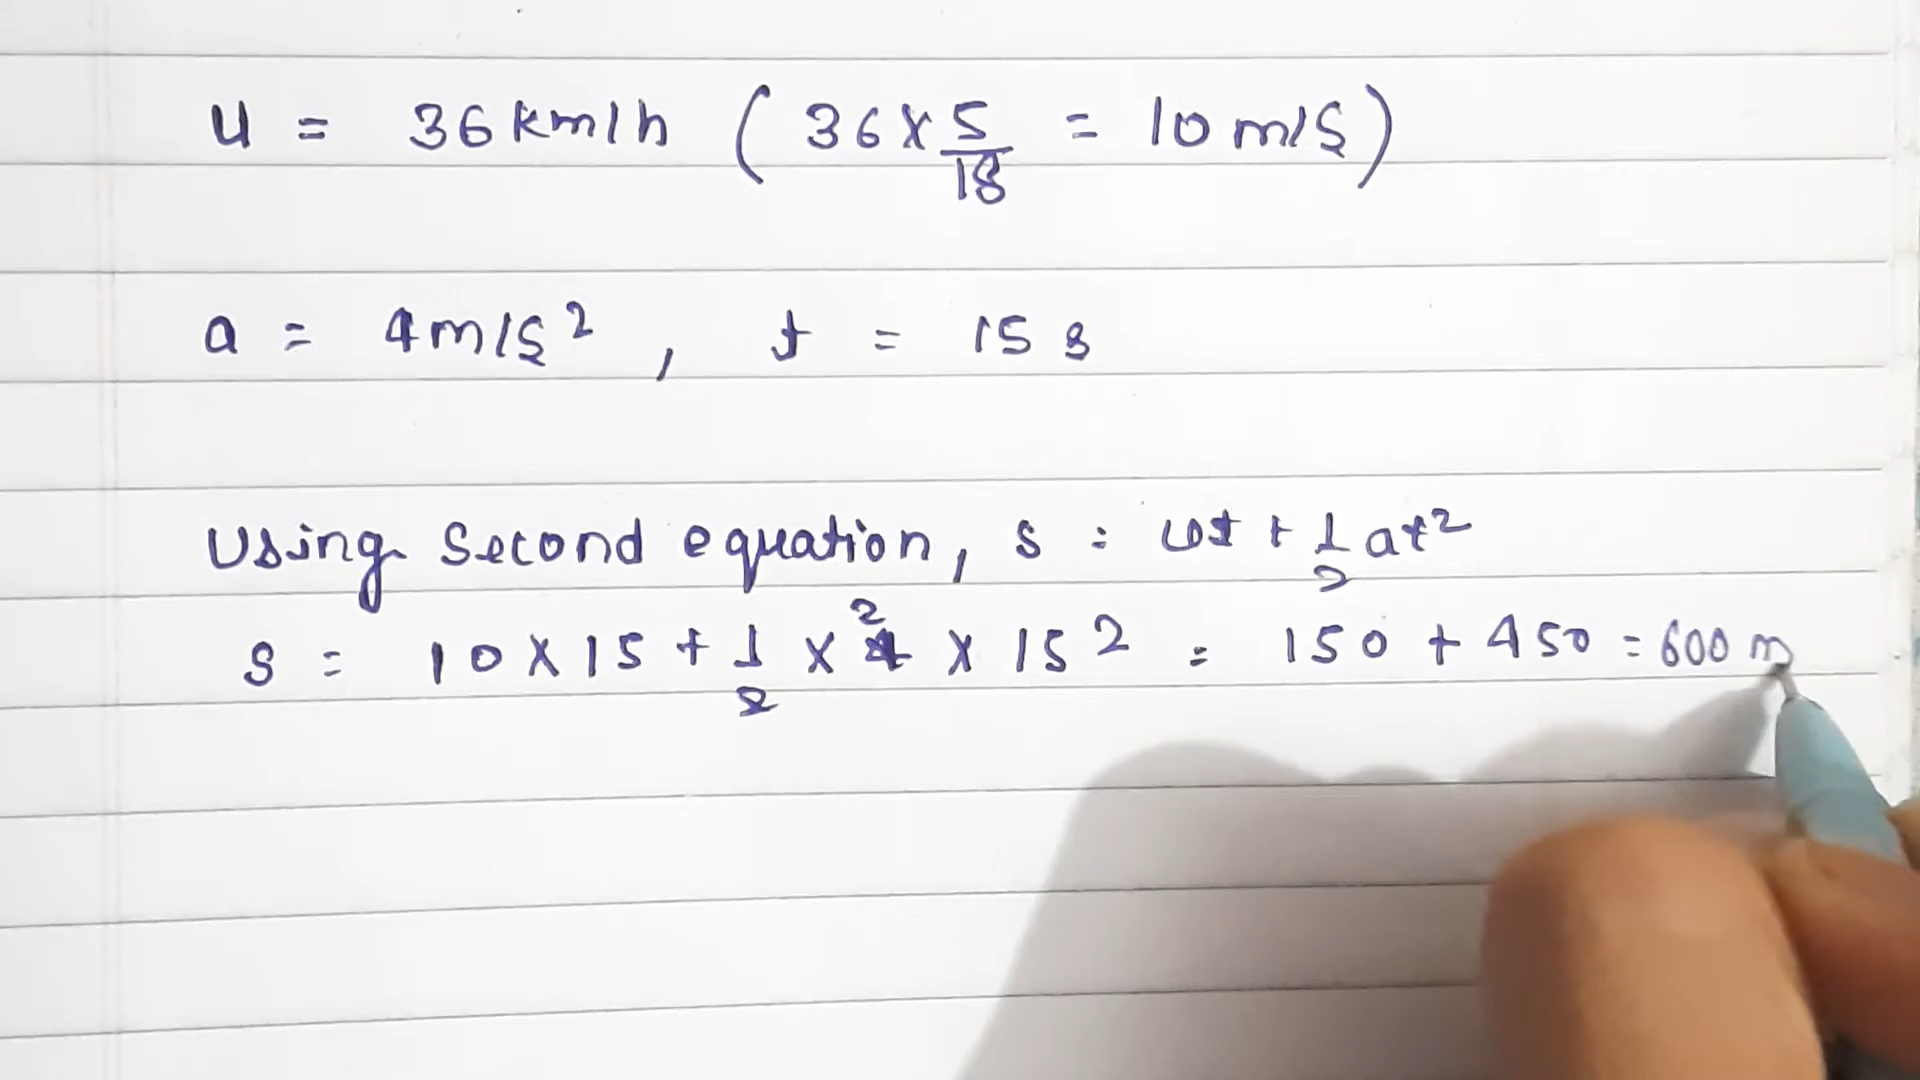 u = 36 km/h ( 36 × 5/18 = 10 m/s )
a = 4 m/s² , t = 15 s
Using Second equation, s = ut + 1/2 at²
s = 10 × 15 + 1/2 × 4 2 × 15² = 150 + 450 = 600 m